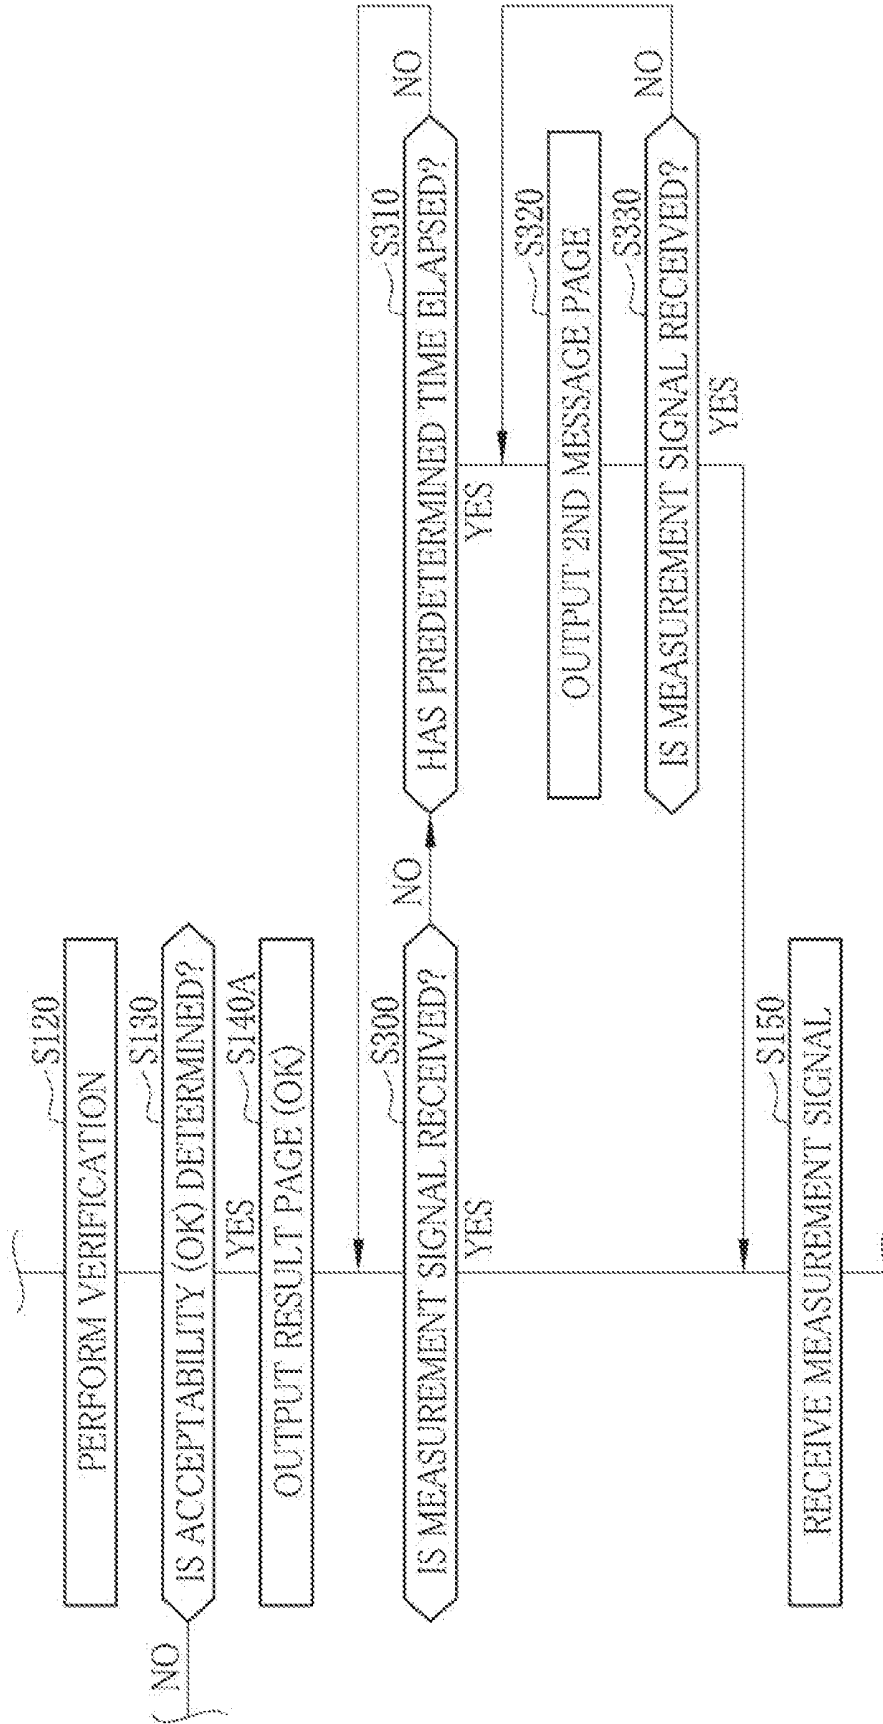 S120
PERFORM VERIFICATION
S130
IS ACCEPTABILITY (OK) DETERMINED?
NO
YES
S140A
OUTPUT RESULT PAGE (OK)
S300
IS MEASUREMENT SIGNAL RECEIVED?
NO
YES
S310
HAS PREDETERMINED TIME ELAPSED?
NO
YES
S320
OUTPUT 2ND MESSAGE PAGE
S330
IS MEASUREMENT SIGNAL RECEIVED?
NO
YES
S150
RECEIVE MEASUREMENT SIGNAL